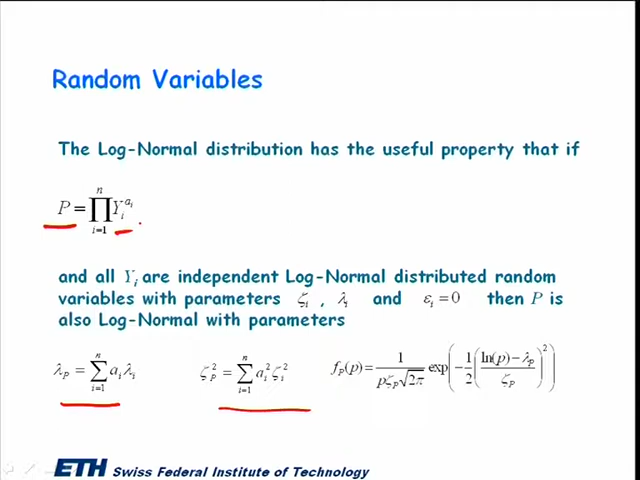 Random Variables
The Log-Normal distribution has the useful property that if
P = ∏_{i=1}^{n} Y_i^{a_i}
and all Y_i are independent Log-Normal distributed random
variables with parameters ζ_i , λ_i and ε_i = 0 then P is
also Log-Normal with parameters
λ_P = ∑_{i=1}^{n} a_i λ_i ζ_P^2 = ∑_{i=1}^{n} a_i^2 ζ_i^2 f_P(p) = 1/(pζ_P√2π) exp(-1/2 ((ln(p) - λ_P)/ζ_P)^2)
ETH Swiss Federal Institute of Technology